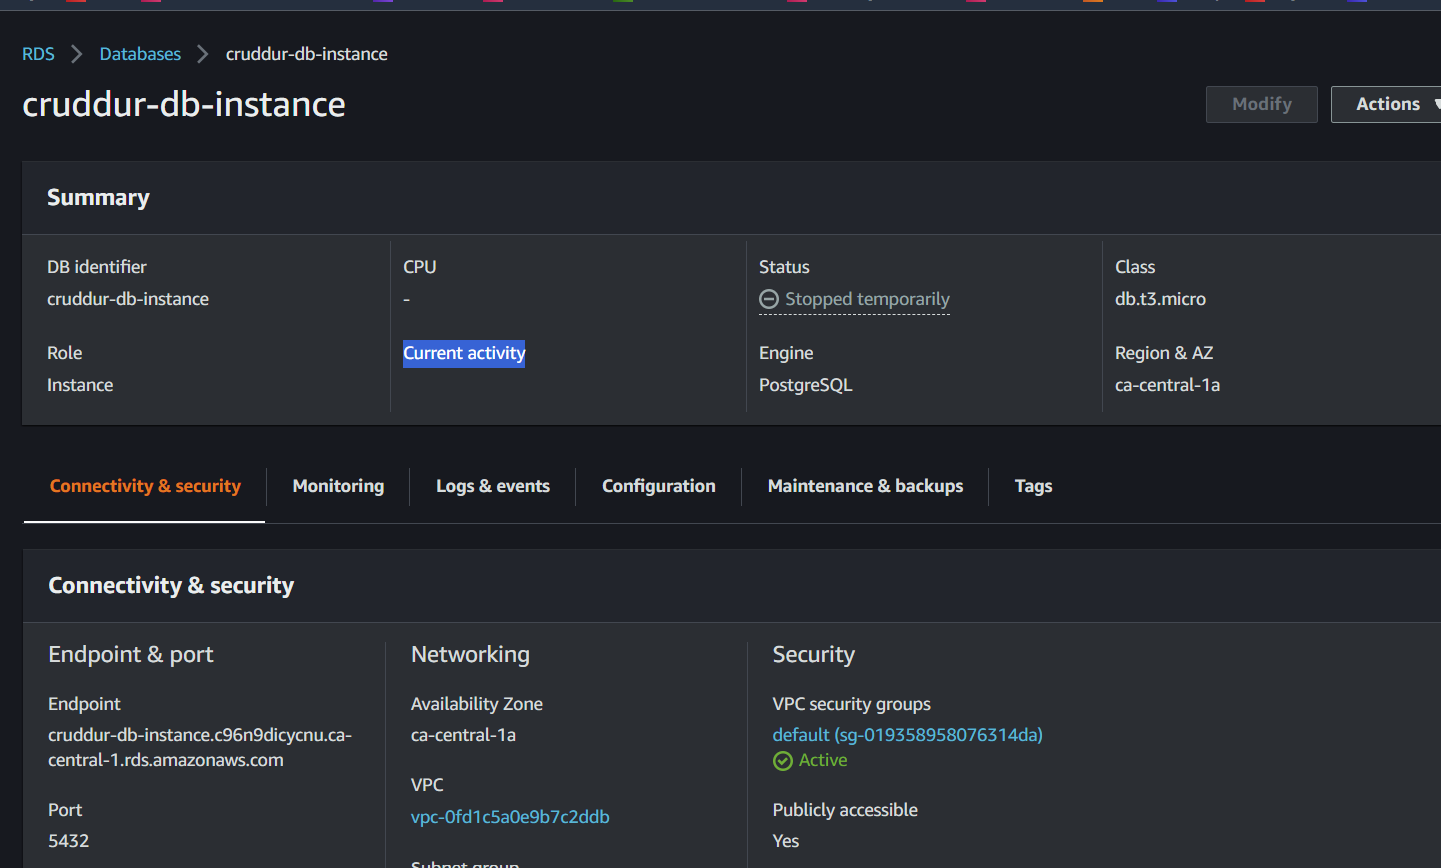 RDS > Databases > cruddur-db-instance
cruddur-db-instance
Modify
Actions
Summary
DB identifier
cruddur-db-instance
CPU
-
Status
Stopped temporarily
Class
db.t3.micro
Role
Instance
Current activity
Engine
PostgreSQL
Region & AZ
ca-central-1a
Connectivity & security
Monitoring
Logs & events
Configuration
Maintenance & backups
Tags
Connectivity & security
Endpoint & port
Endpoint
cruddur-db-instance.c96n9dicycnu.ca-
central-1.rds.amazonaws.com
Port
5432
Networking
Availability Zone
ca-central-1a
VPC
vpc-0fd1c5a0e9b7c2ddb
Subnet group
Security
VPC security groups
default (sg-019358958076314da)
Active
Publicly accessible
Yes